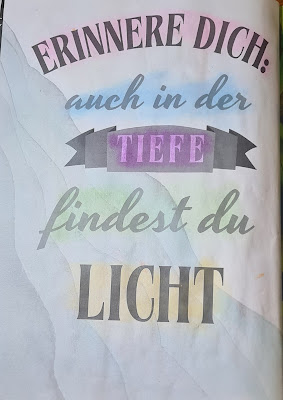 ERINNERE DICH:
auch in der
TIEFE
findest du
LICHT